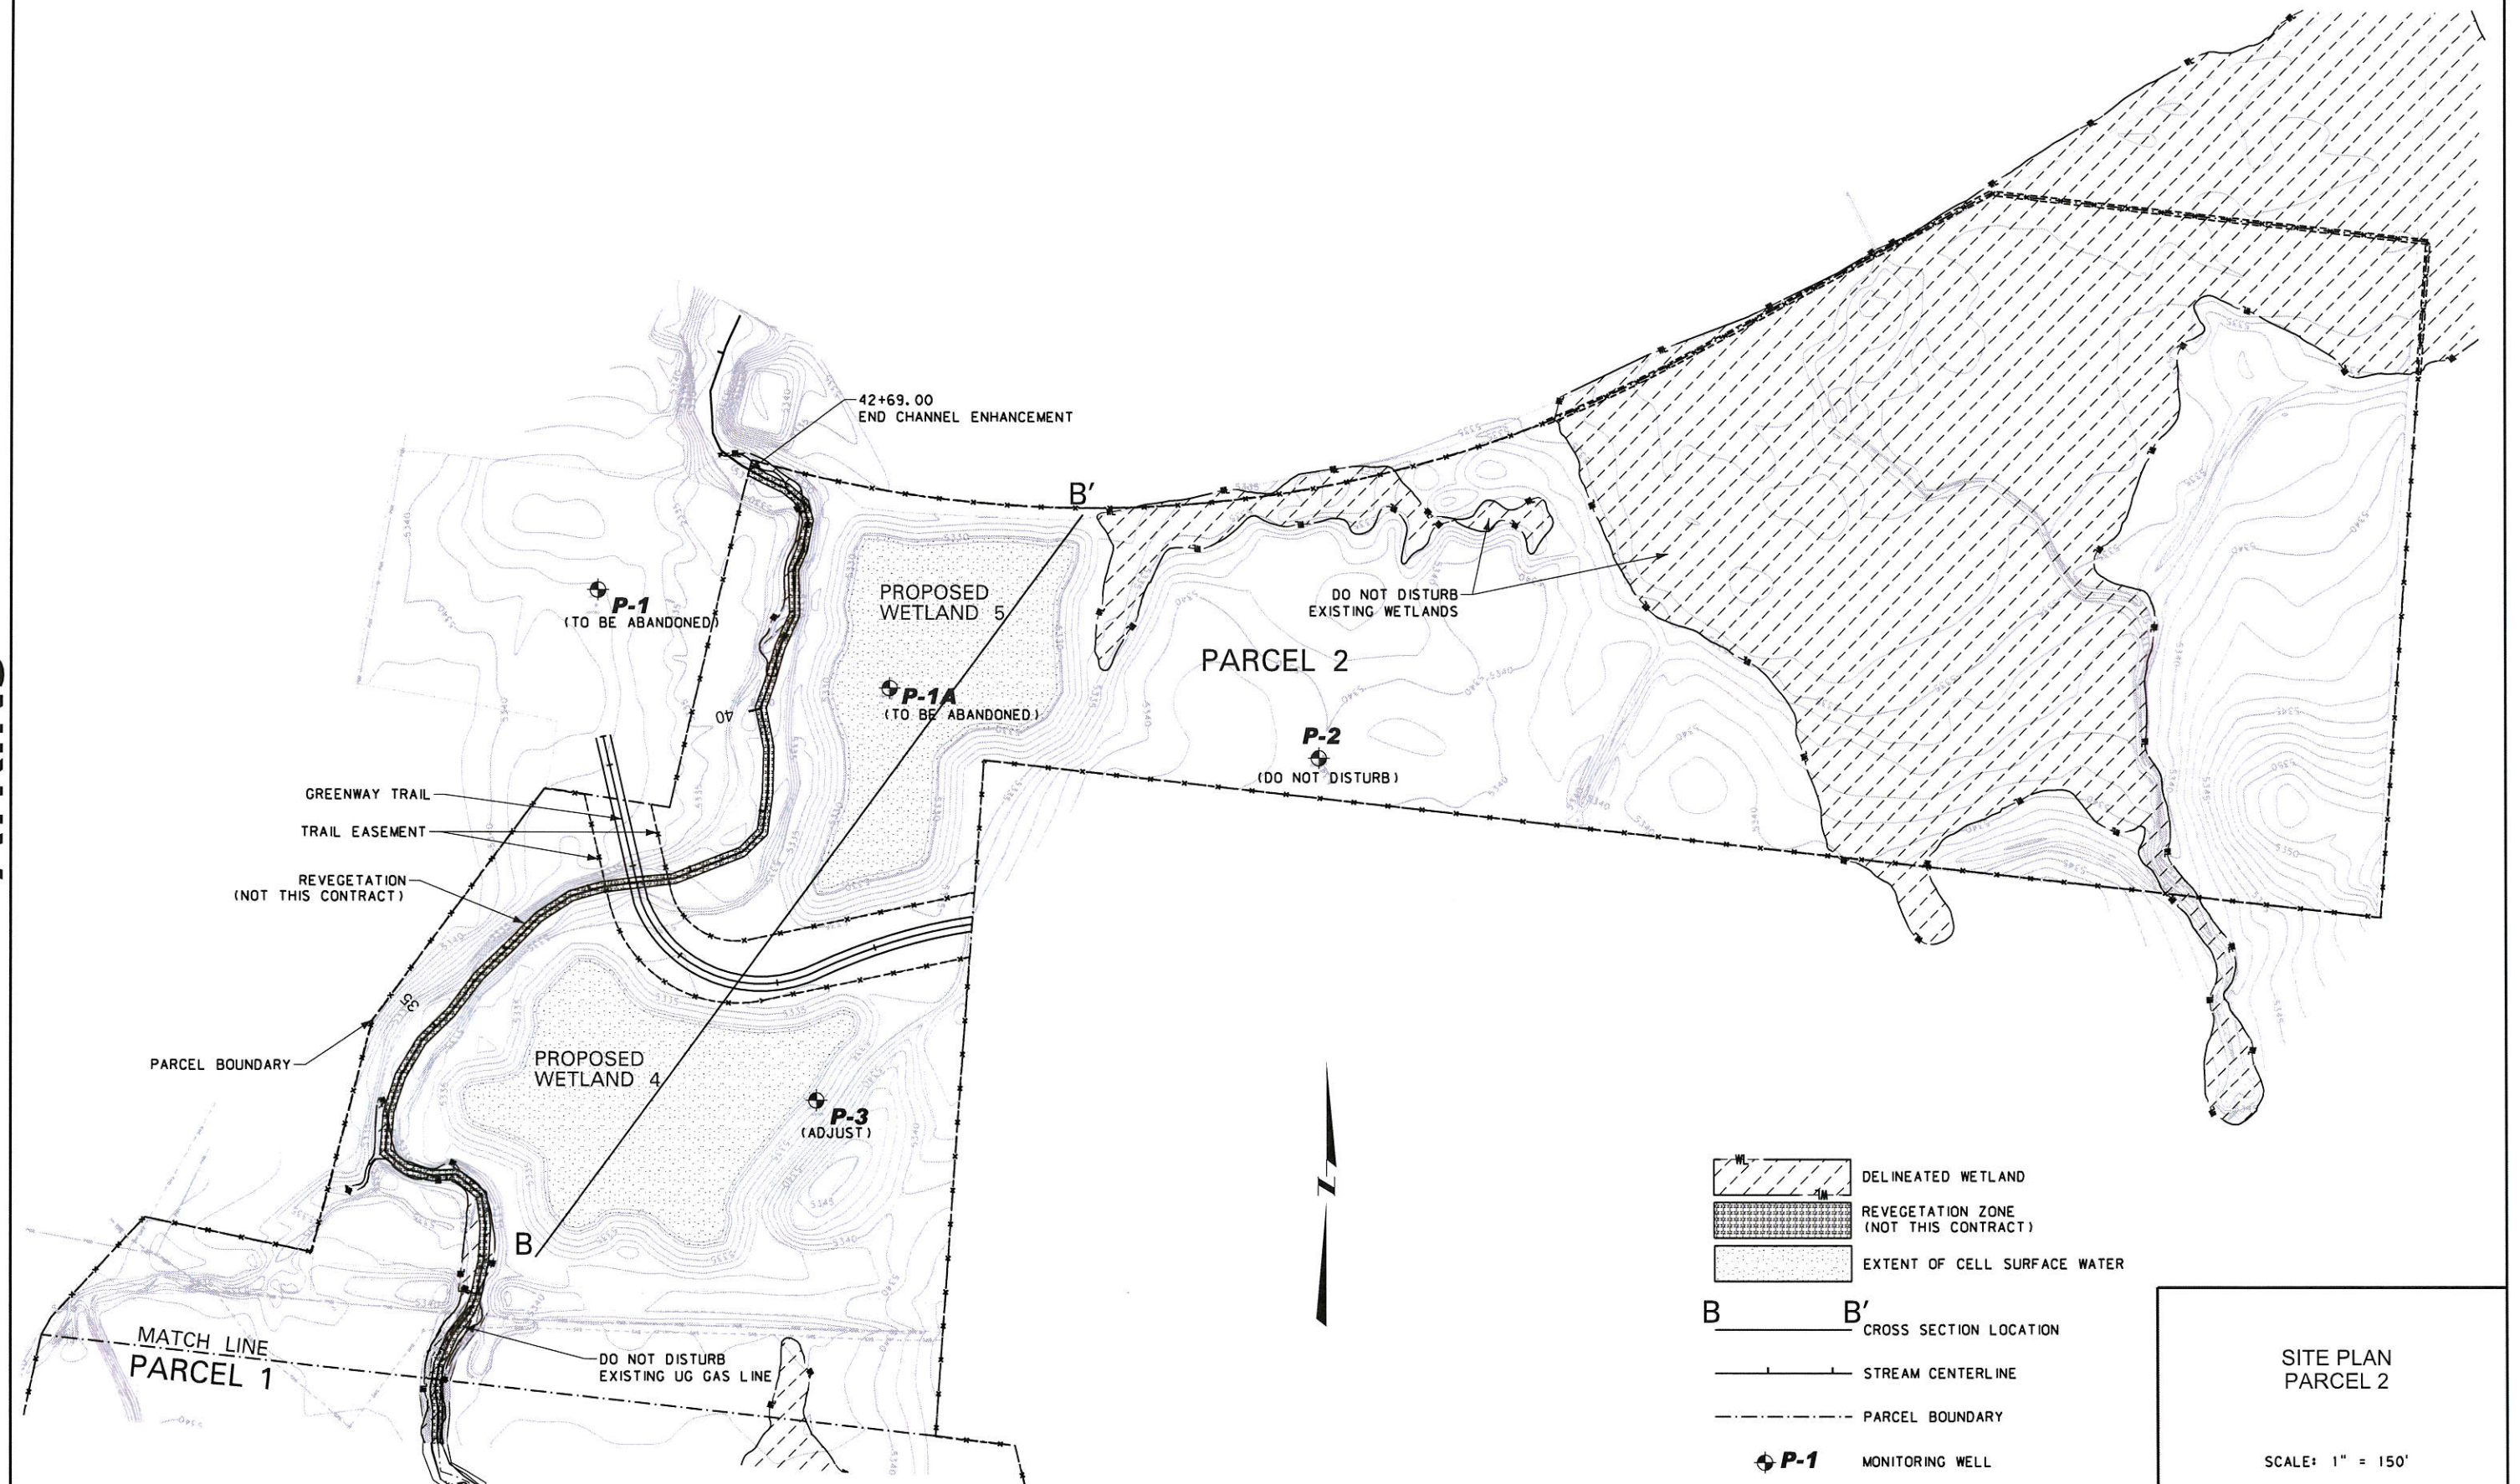 42+69.00
END CHANNEL ENHANCEMENT
B'
PROPOSED
WETLAND 5
P-1
(TO BE ABANDONED)
DO NOT DISTURB
EXISTING WETLANDS
PARCEL 2
P-1A
(TO BE ABANDONED)
40
P-2
(DO NOT DISTURB)
GREENWAY TRAIL
TRAIL EASEMENT
REVEGETATION
(NOT THIS CONTRACT)
35
PARCEL BOUNDARY
PROPOSED
WETLAND 4
P-3
(ADJUST)
B
MATCH LINE
PARCEL 1
DO NOT DISTURB
EXISTING UG GAS LINE
N
WL
DELINEATED WETLAND
WL
REVEGETATION ZONE
(NOT THIS CONTRACT)
EXTENT OF CELL SURFACE WATER
B B'
CROSS SECTION LOCATION
STREAM CENTERLINE
PARCEL BOUNDARY
P-1 MONITORING WELL
SITE PLAN
PARCEL 2
SCALE: 1" = 150'